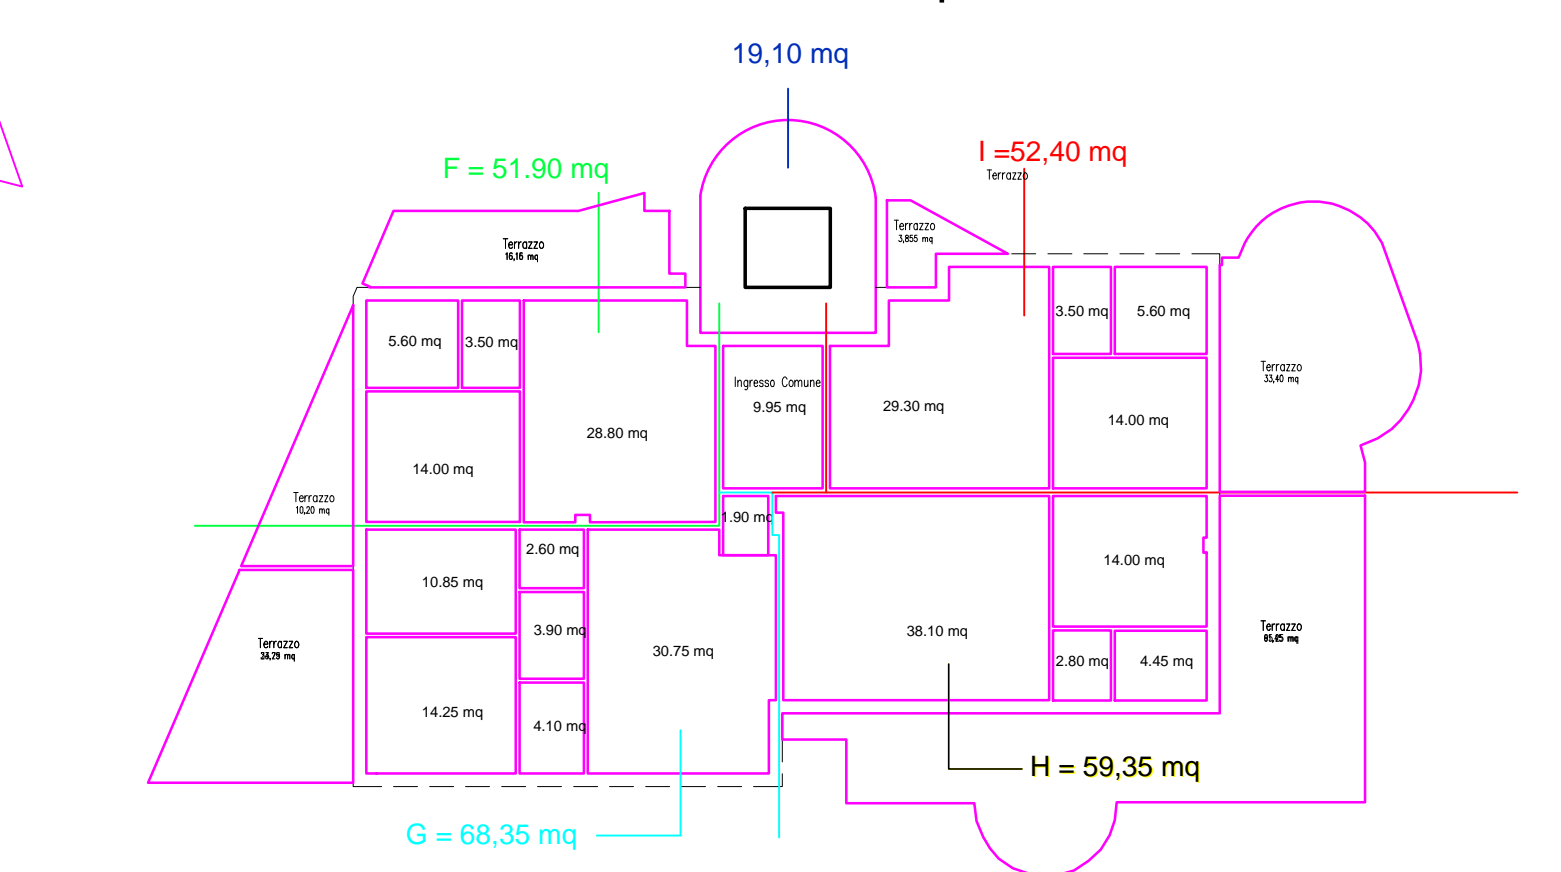 19,10 mq
I =52,40 mq
F = 51.90 mq
Terrazzo
Terrazzo
3,855 mq
Terrazzo
16,16 mq
5.60 mq
3.50 mq
3.50 mq
5.60 mq
Terrazzo
33,40 mq
Ingresso Comune
9.95 mq
29.30 mq
14.00 mq
28.80 mq
14.00 mq
Terrazzo
10,20 mq
1.90 mq
2.60 mq
14.00 mq
10.85 mq
3.90 mq
38.10 mq
Terrazzo
mq
Terrazzo
mq
30.75 mq
2.80 mq
4.45 mq
14.25 mq
4.10 mq
H = 59,35 mq
G = 68,35 mq